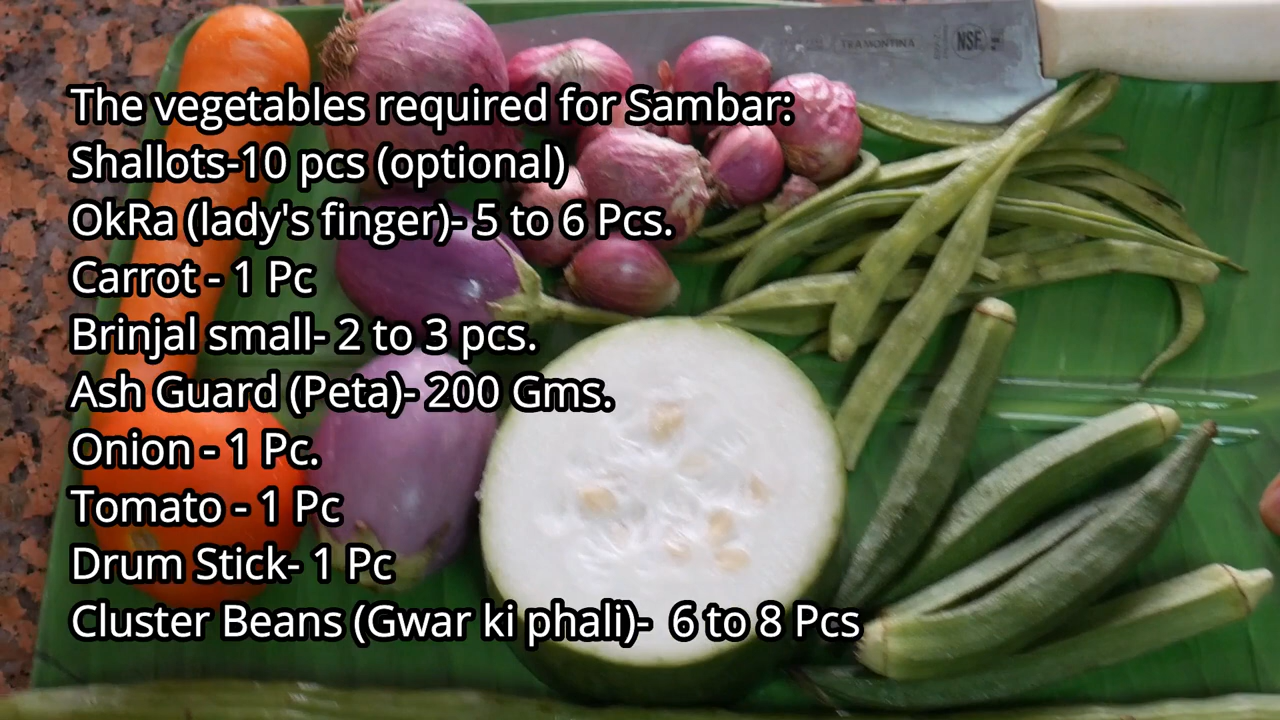 TRAMONTINA
NSF
The vegetables required for Sambar:
Shallots-10 pcs (optional)
OkRa (lady's finger)- 5 to 6 Pcs.
Carrot - 1 Pc
Brinjal small- 2 to 3 pcs.
Ash Guard (Peta)- 200 Gms.
Onion - 1 Pc.
Tomato - 1 Pc
Drum Stick- 1 Pc
Cluster Beans (Gwar ki phali)-  6 to 8 Pcs